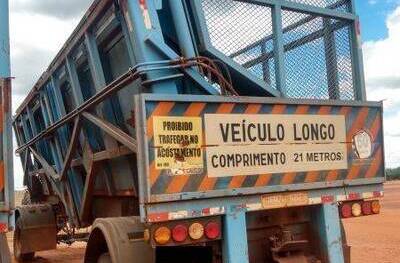 PROIBIDO
TRAFEGAR
NO
ACOSTAMENTO
VEÍCULO LONGO
COMPRIMENTO 21 METROS